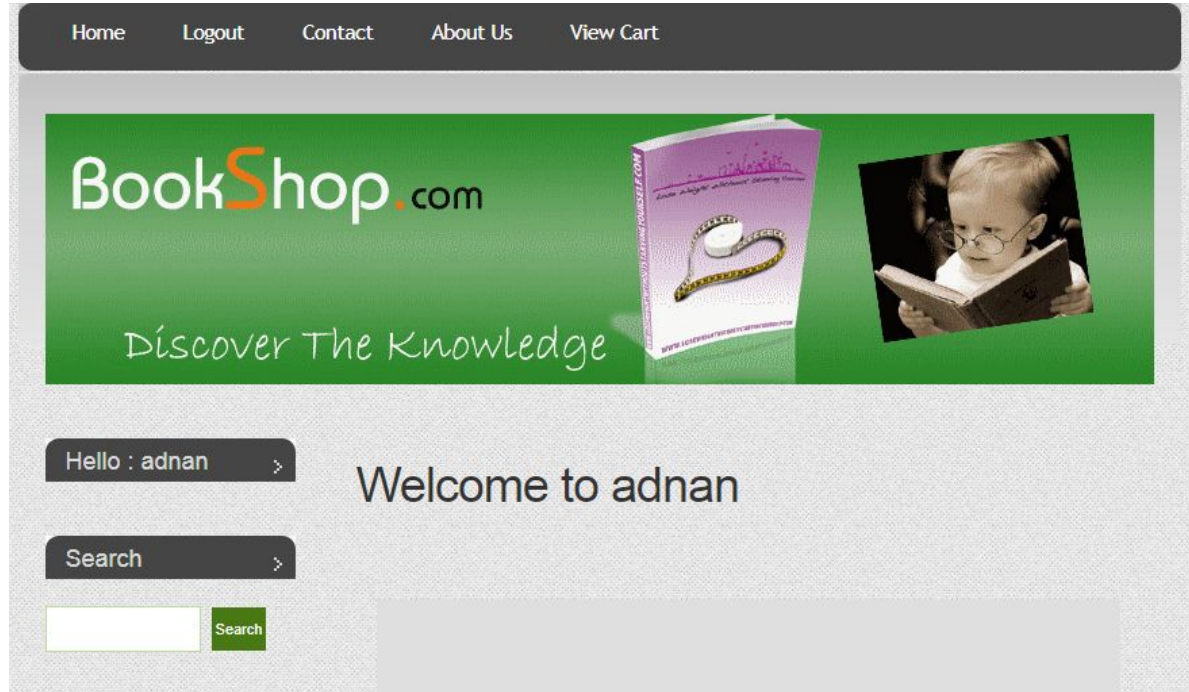 Home Logout Contact About Us View Cart
BookShop.com
Discover The Knowledge
Hello : adnan
Welcome to adnan
Search
Search